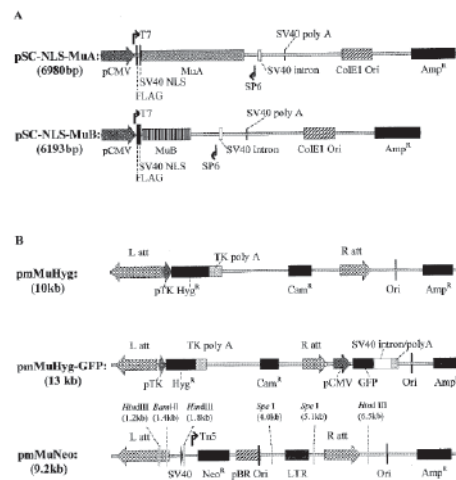 A
T7
SV40 poly A
pSC-NLS-MuA:
(6980bp)
pCMV
SV40 NLS
FLAG
MuA
SP6
SV40 intron
ColE1 Ori
Amp^R
T7
SV40 poly A
pSC-NLS-MuB:
(6193bp)
pCMV
SV40 NLS
FLAG
MuB
SP6
SV40 Intron
ColE1 Ori
Amp^R
B
L att
TK poly A
R att
pmMuHyg:
(10kb)
pTK Hyg^R
Cam^R
Ori
Amp^R
L att
TK poly A
R att
SV40 intron/polyA
pmMuHyg-GFP:
(13 kb)
pTK
Hyg^R
Cam^R
pCMV
GFP
Ori
Amp^R
HindIII (1.2kb)
BamHI (1.4kb)
HindIII (1.8kb)
Spe I (4.0kb)
Spe I (5.1kb)
Hind III (6.5kb)
L att
Tn5
R att
pmMuNeo:
(9.2kb)
SV40
Neo^R
pBR Ori
LTR
Ori
Amp^R